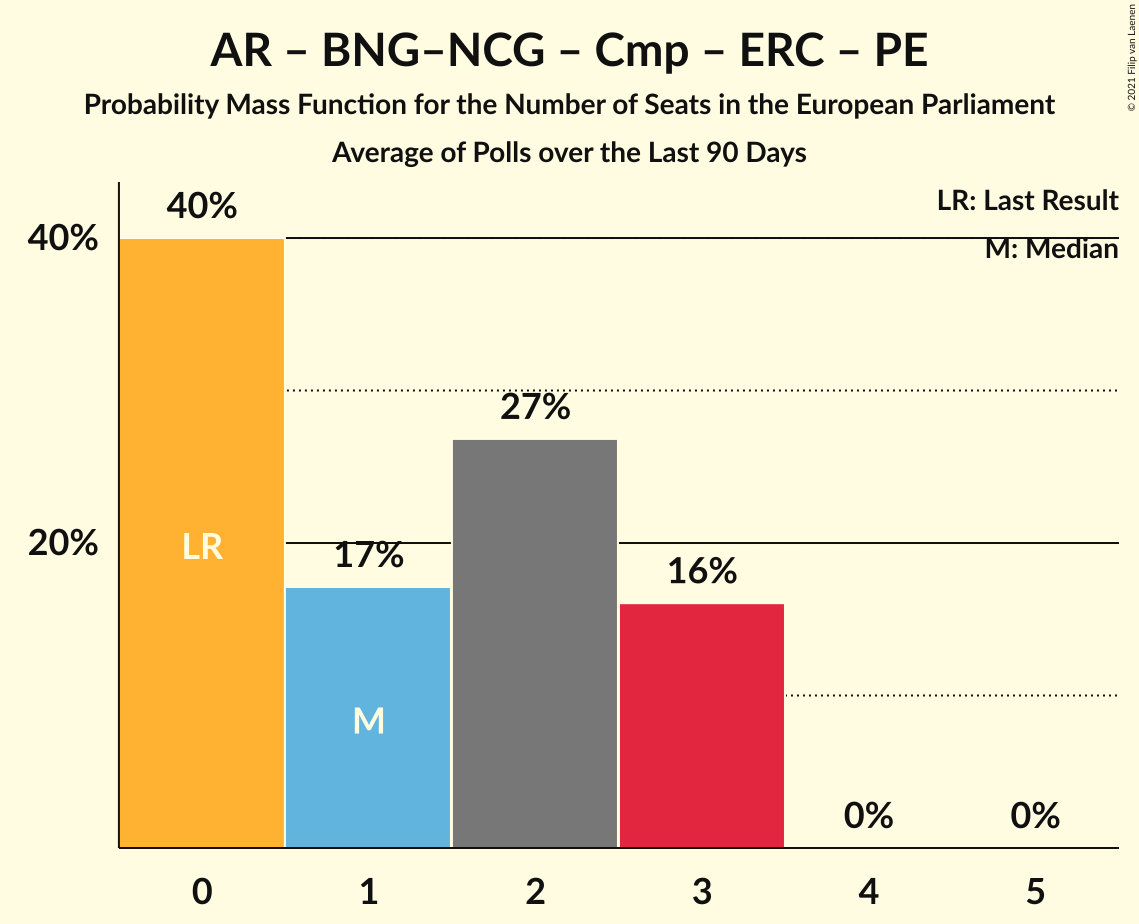 AR – BNG–NCG – Cmp – ERC – PE
Probability Mass Function for the Number of Seats in the European Parliament
Average of Polls over the Last 90 Days
© 2021 Filip van Laenen
LR: Last Result
M: Median
40%
20%
40%
17%
27%
16%
0%
0%
LR
M
0
1
2
3
4
5